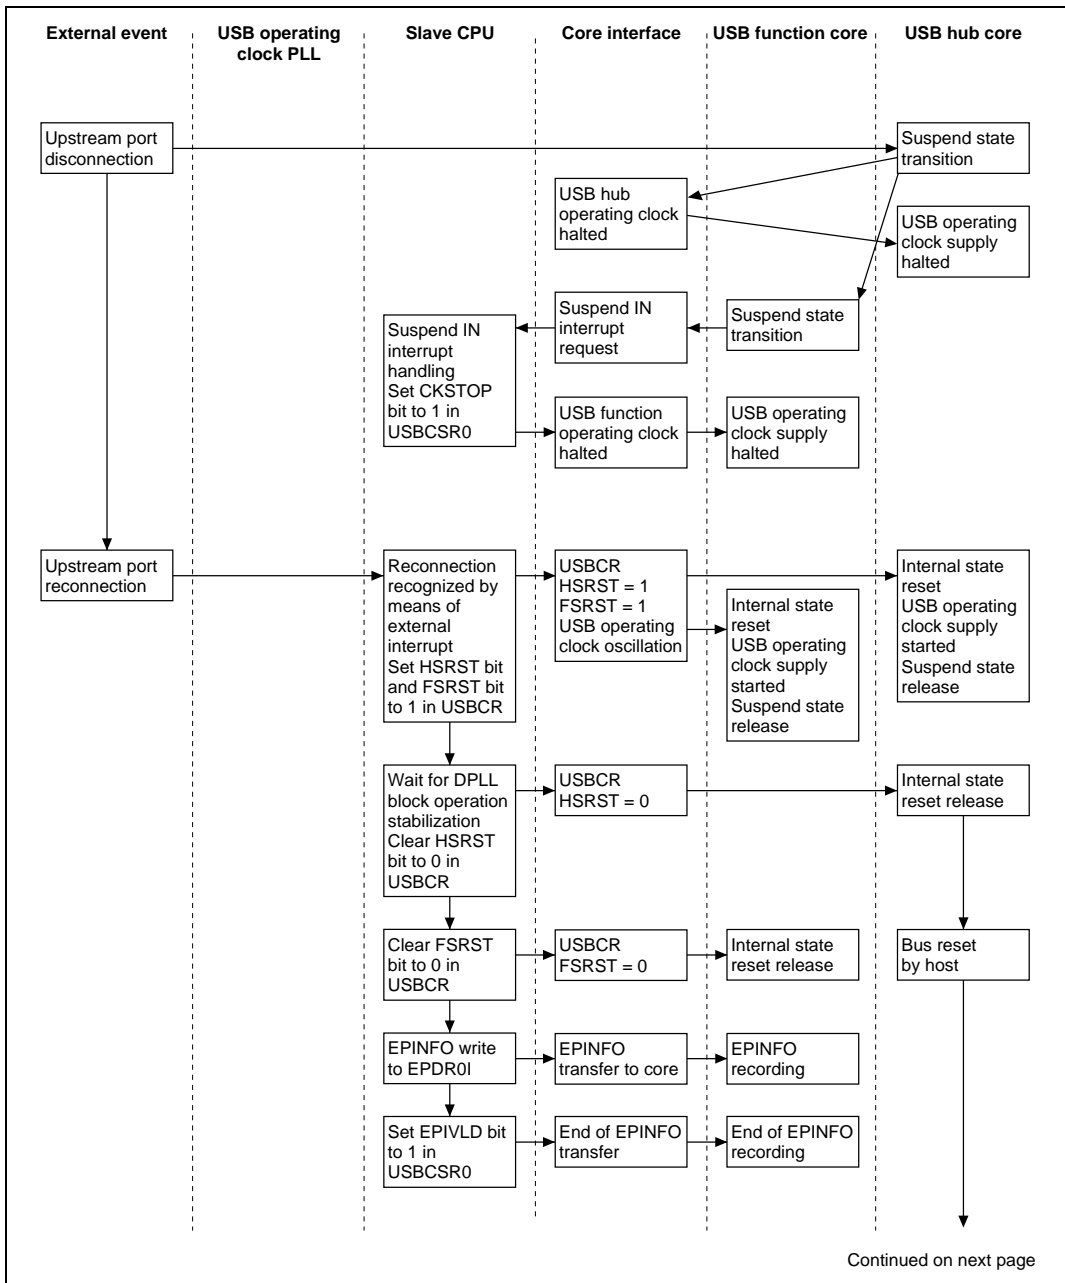 External event
USB operating
clock PLL
Slave CPU
Core interface
USB function core
USB hub core
Upstream port
disconnection
Suspend state
transition
USB hub
operating clock
halted
USB operating
clock supply
halted
Suspend IN
interrupt
request
Suspend state
transition
Suspend IN
interrupt
handling
Set CKSTOP
bit to 1 in
USBCSR0
USB function
operating clock
halted
USB operating
clock supply
halted
Upstream port
reconnection
Reconnection
recognized by
means of
external
interrupt
Set HSRST bit
and FSRST bit
to 1 in USBCR
USBCR
HSRST = 1
FSRST = 1
USB operating
clock oscillation
Internal state
reset
USB operating
clock supply
started
Suspend state
release
Internal state
reset
USB operating
clock supply
started
Suspend state
release
Wait for DPLL
block operation
stabilization
Clear HSRST
bit to 0 in
USBCR
USBCR
HSRST = 0
Internal state
reset release
Clear FSRST
bit to 0 in
USBCR
USBCR
FSRST = 0
Internal state
reset release
Bus reset
by host
EPINFO write
to EPDR0I
EPINFO
transfer to core
EPINFO
recording
Set EPIVLD bit
to 1 in
USBCSR0
End of EPINFO
transfer
End of EPINFO
recording
Continued on next page